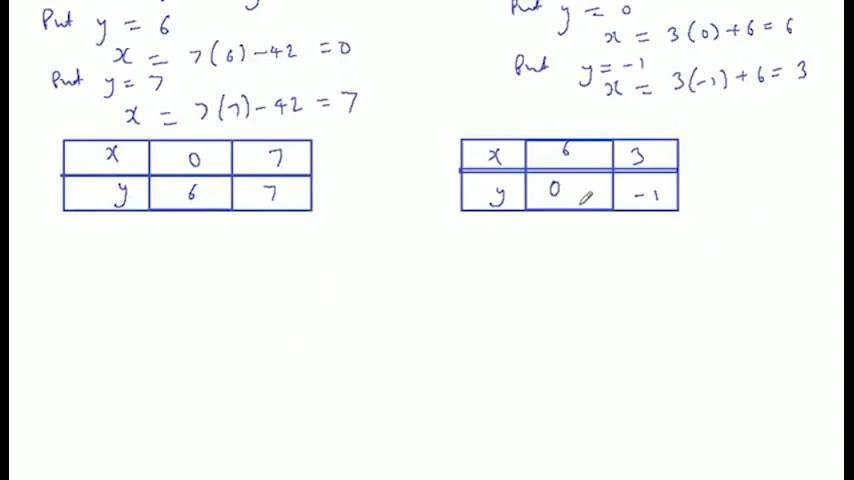 Put y = 6
x = 7(6)-42 = 0
Put y = 7
x = 7(7)-42 = 7
x 0 7
y 6 7
Put y = 0
x = 3(0)+6 = 6
Put y = -1
x = 3(-1)+6 = 3
x 6 3
y 0 -1